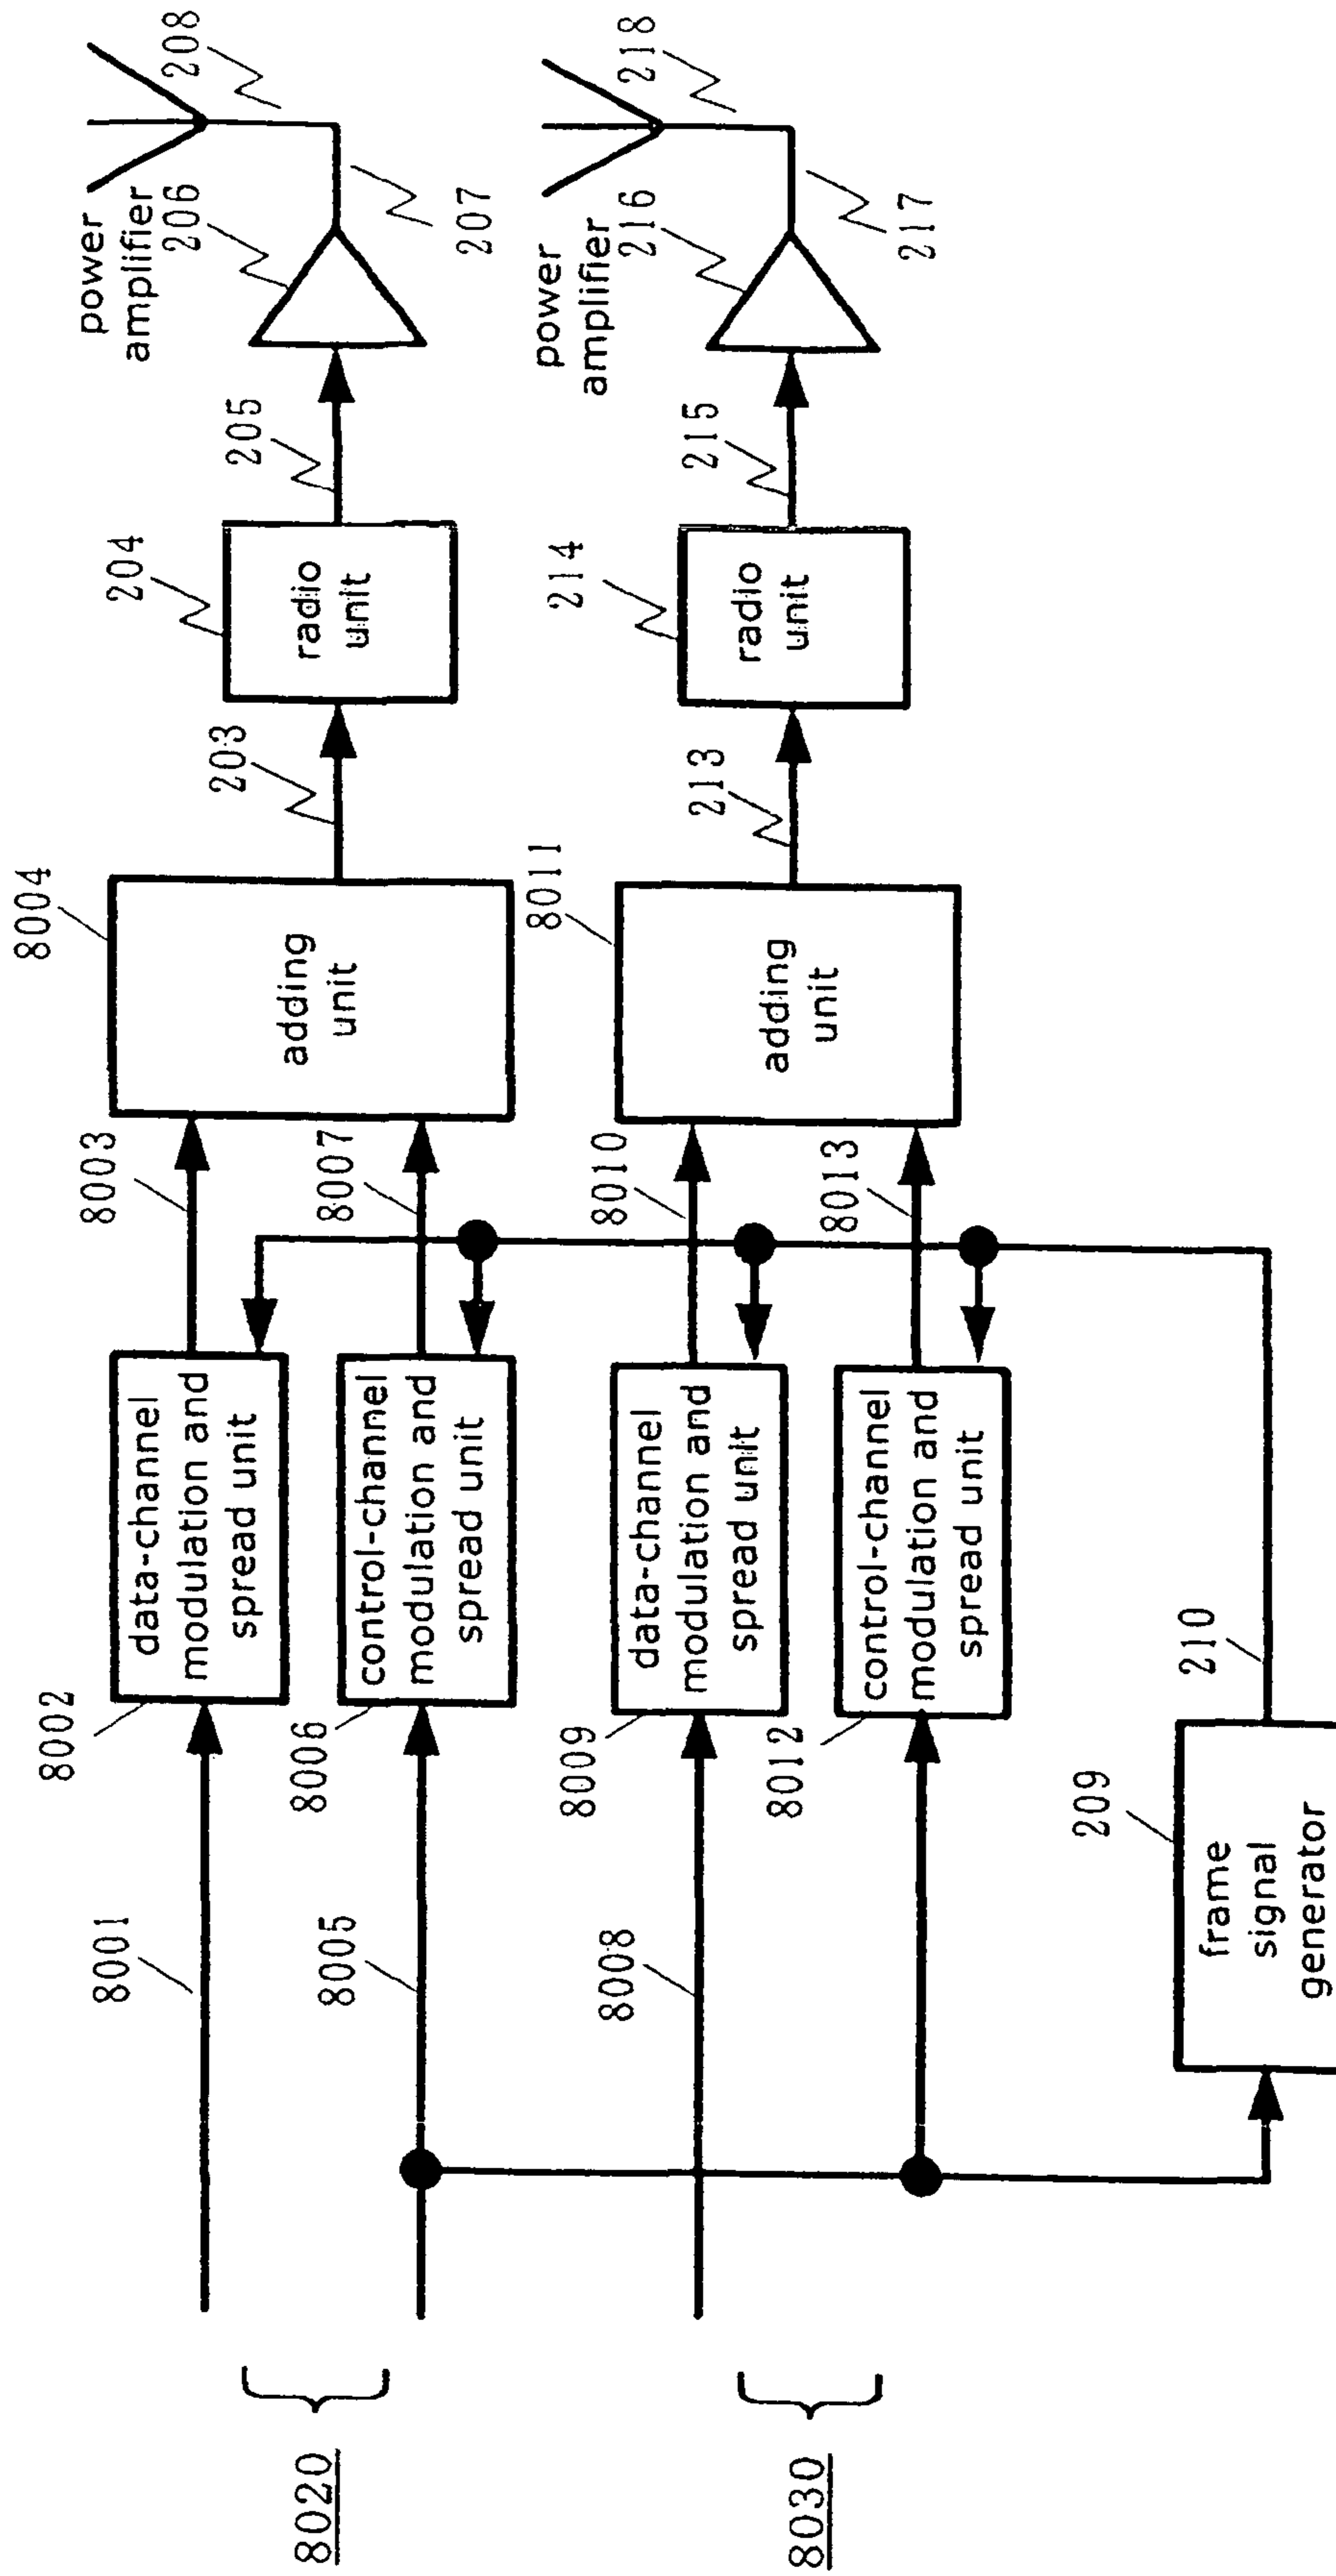 8020
8001
8002
data-channel
modulation and
spread unit
8003
8004
adding
unit
203
204
radio
unit
205
power
amplifier
206
207
208
8005
8006
control-channel
modulation and
spread unit
8007
8030
8008
8009
data-channel
modulation and
spread unit
8010
8011
adding
unit
213
214
radio
unit
215
power
amplifier
216
217
218
8012
control-channel
modulation and
spread unit
8013
209
frame
signal
generator
210